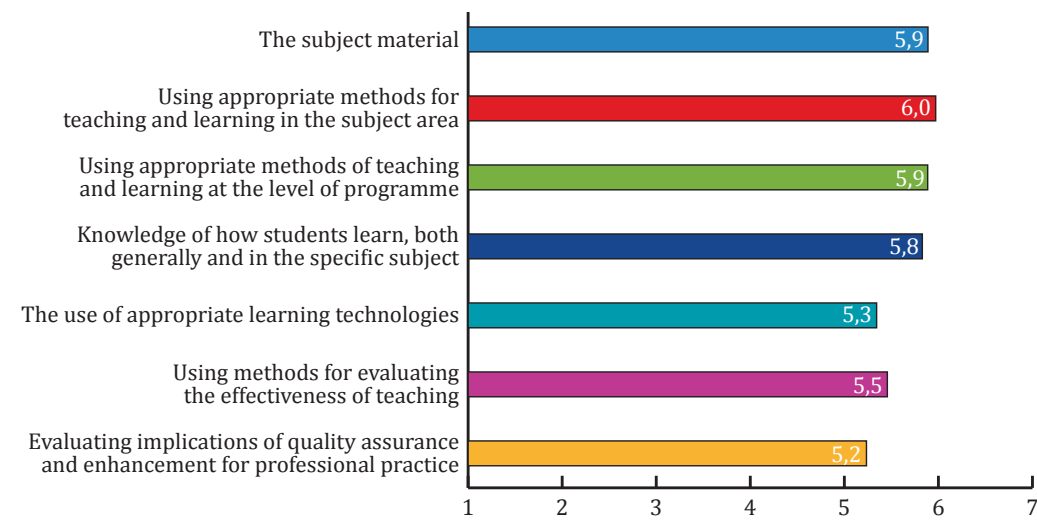 The subject material
5,9
Using appropriate methods for
teaching and learning in the subject area
6,0
Using appropriate methods of teaching
and learning at the level of programme
5,9
Knowledge of how students learn, both
generally and in the specific subject
5,8
The use of appropriate learning technologies
5,3
Using methods for evaluating
the effectiveness of teaching
5,5
Evaluating implications of quality assurance
and enhancement for professional practice
5,2
1 2 3 4 5 6 7